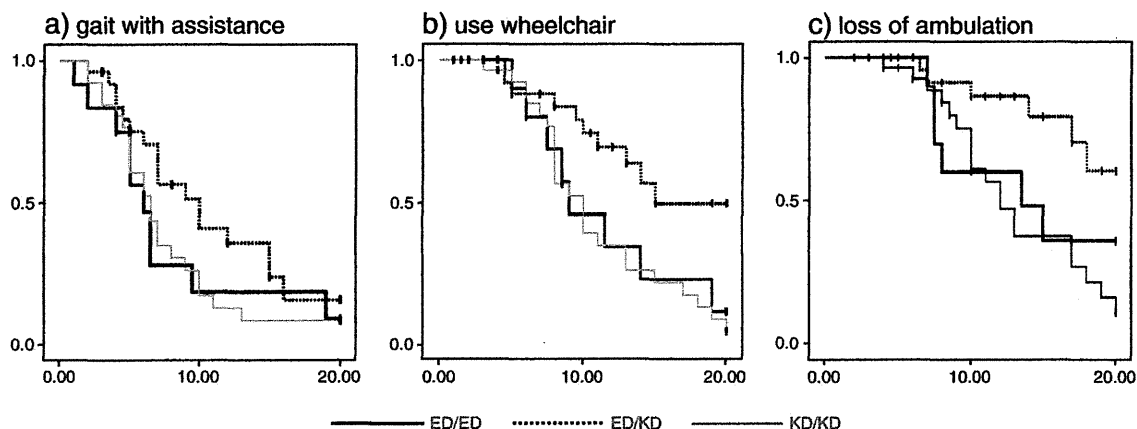 a) gait with assistance
b) use wheelchair
c) loss of ambulation
1.0
0.5
0.0
0.00 10.00 20.00
1.0
0.5
0.0
0.00 10.00 20.00
1.0
0.5
0.0
0.00 10.00 20.00
ED/ED ED/KD KD/KD